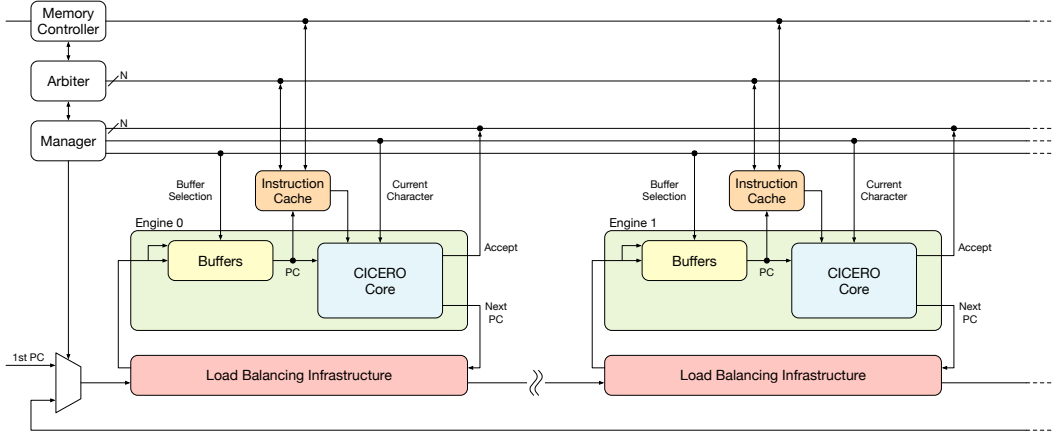 Memory
Controller
Arbiter
N
N
Manager
Buffer
Selection
Instruction
Cache
Current
Character
Buffer
Selection
Instruction
Cache
Current
Character
Engine 0
Buffers
PC
CICERO
Core
Accept
Next
PC
Engine 1
Buffers
PC
CICERO
Core
Accept
Next
PC
1st PC
Load Balancing Infrastructure
Load Balancing Infrastructure